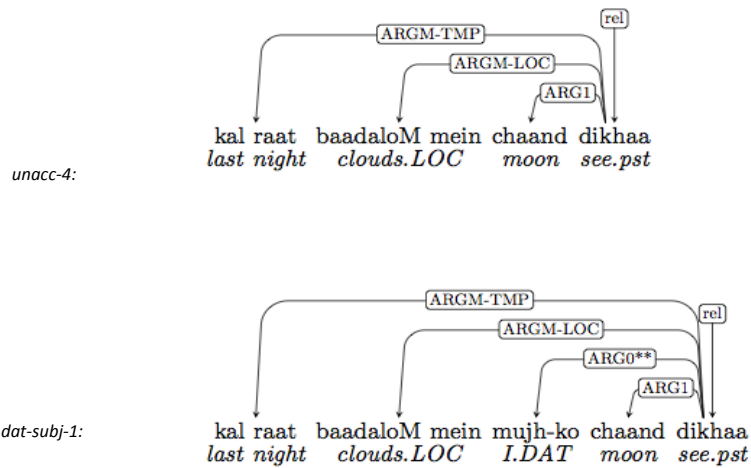 rel
ARGM-TMP
ARGM-LOC
ARG1
kal raat baadaloM mein chaand dikhaa
last night clouds.LOC moon see.pst
unacc-4:
ARGM-TMP
rel
ARGM-LOC
ARG0**
ARG1
dat-subj-1:
kal raat baadaloM mein mujh-ko chaand dikhaa
last night clouds.LOC I.DAT moon see.pst